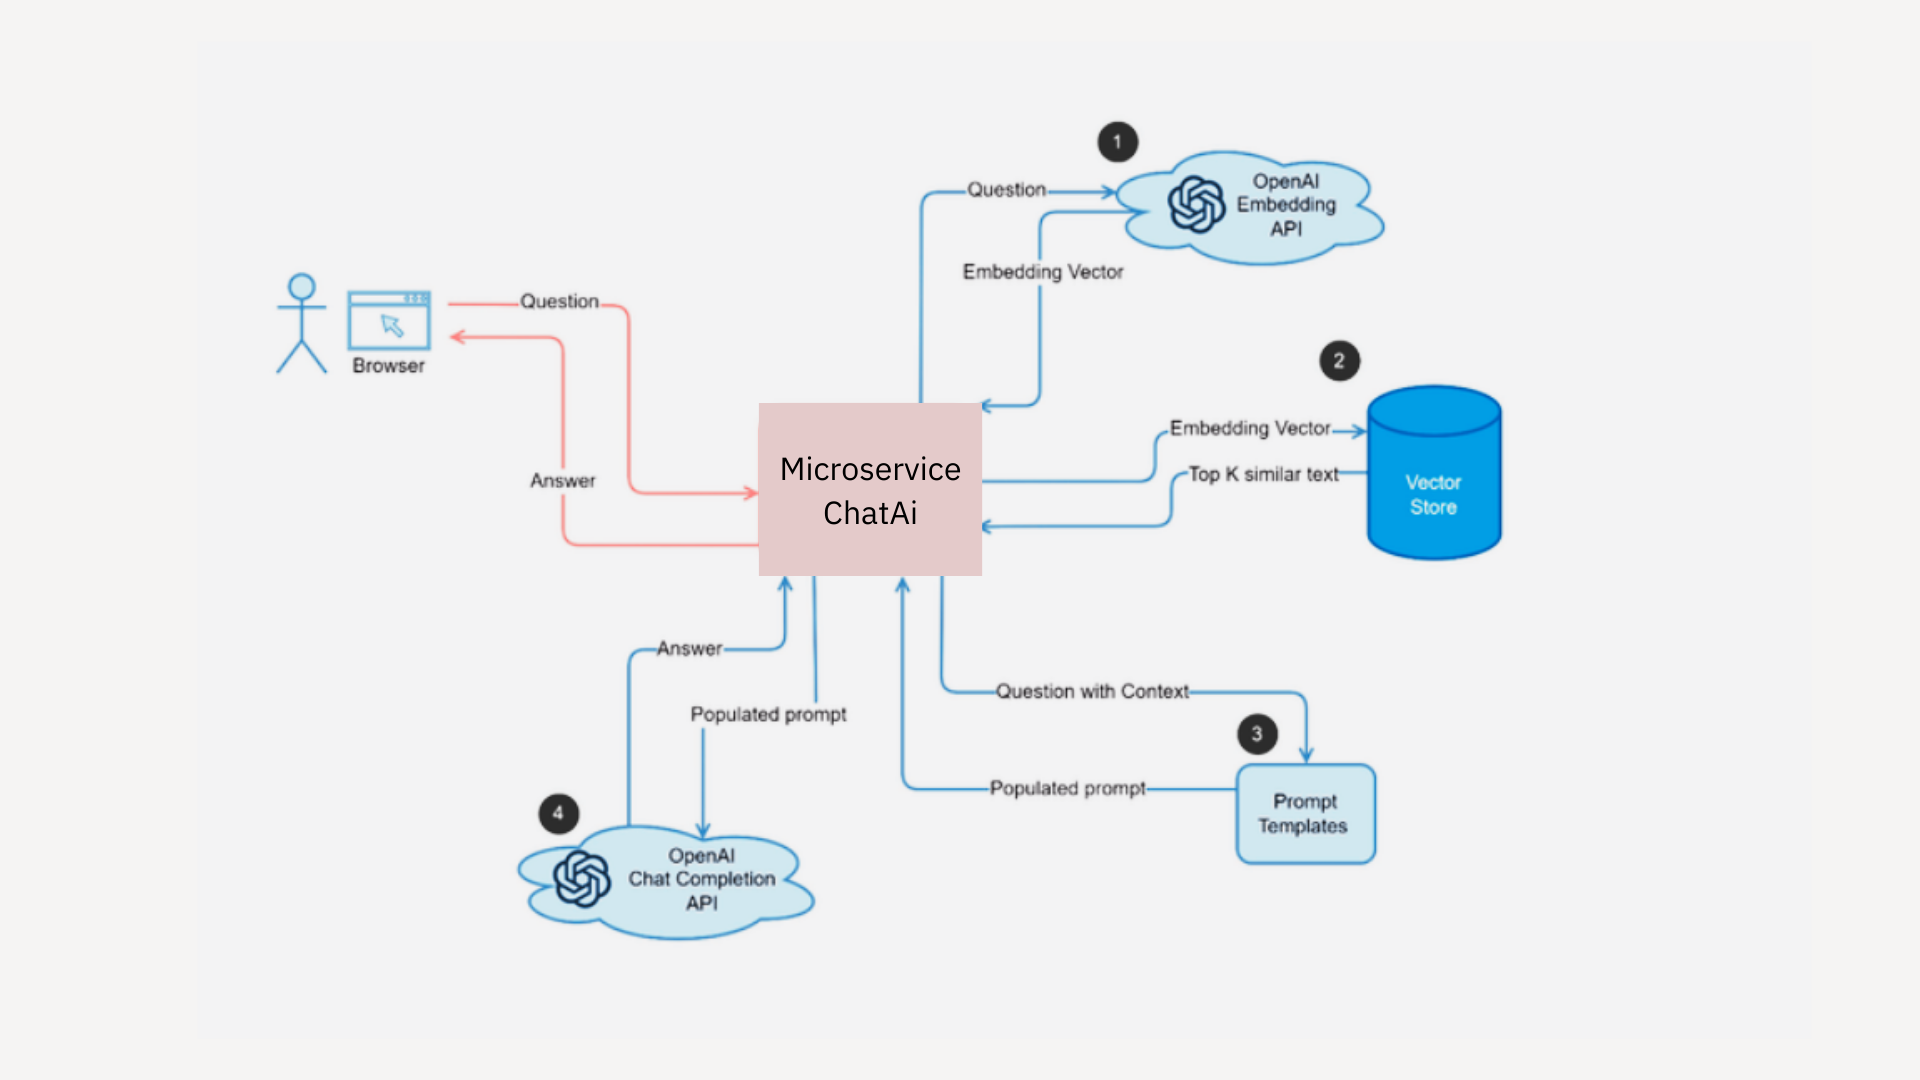 1
Question
OpenAI
Embedding
API
Embedding Vector
Question
Browser
2
Embedding Vector
Top K similar text
Vector
Store
Microservice
ChatAi
Answer
Answer
Populated prompt
Question with Context
3
Populated prompt
Prompt
Templates
4
OpenAI
Chat Completion
API